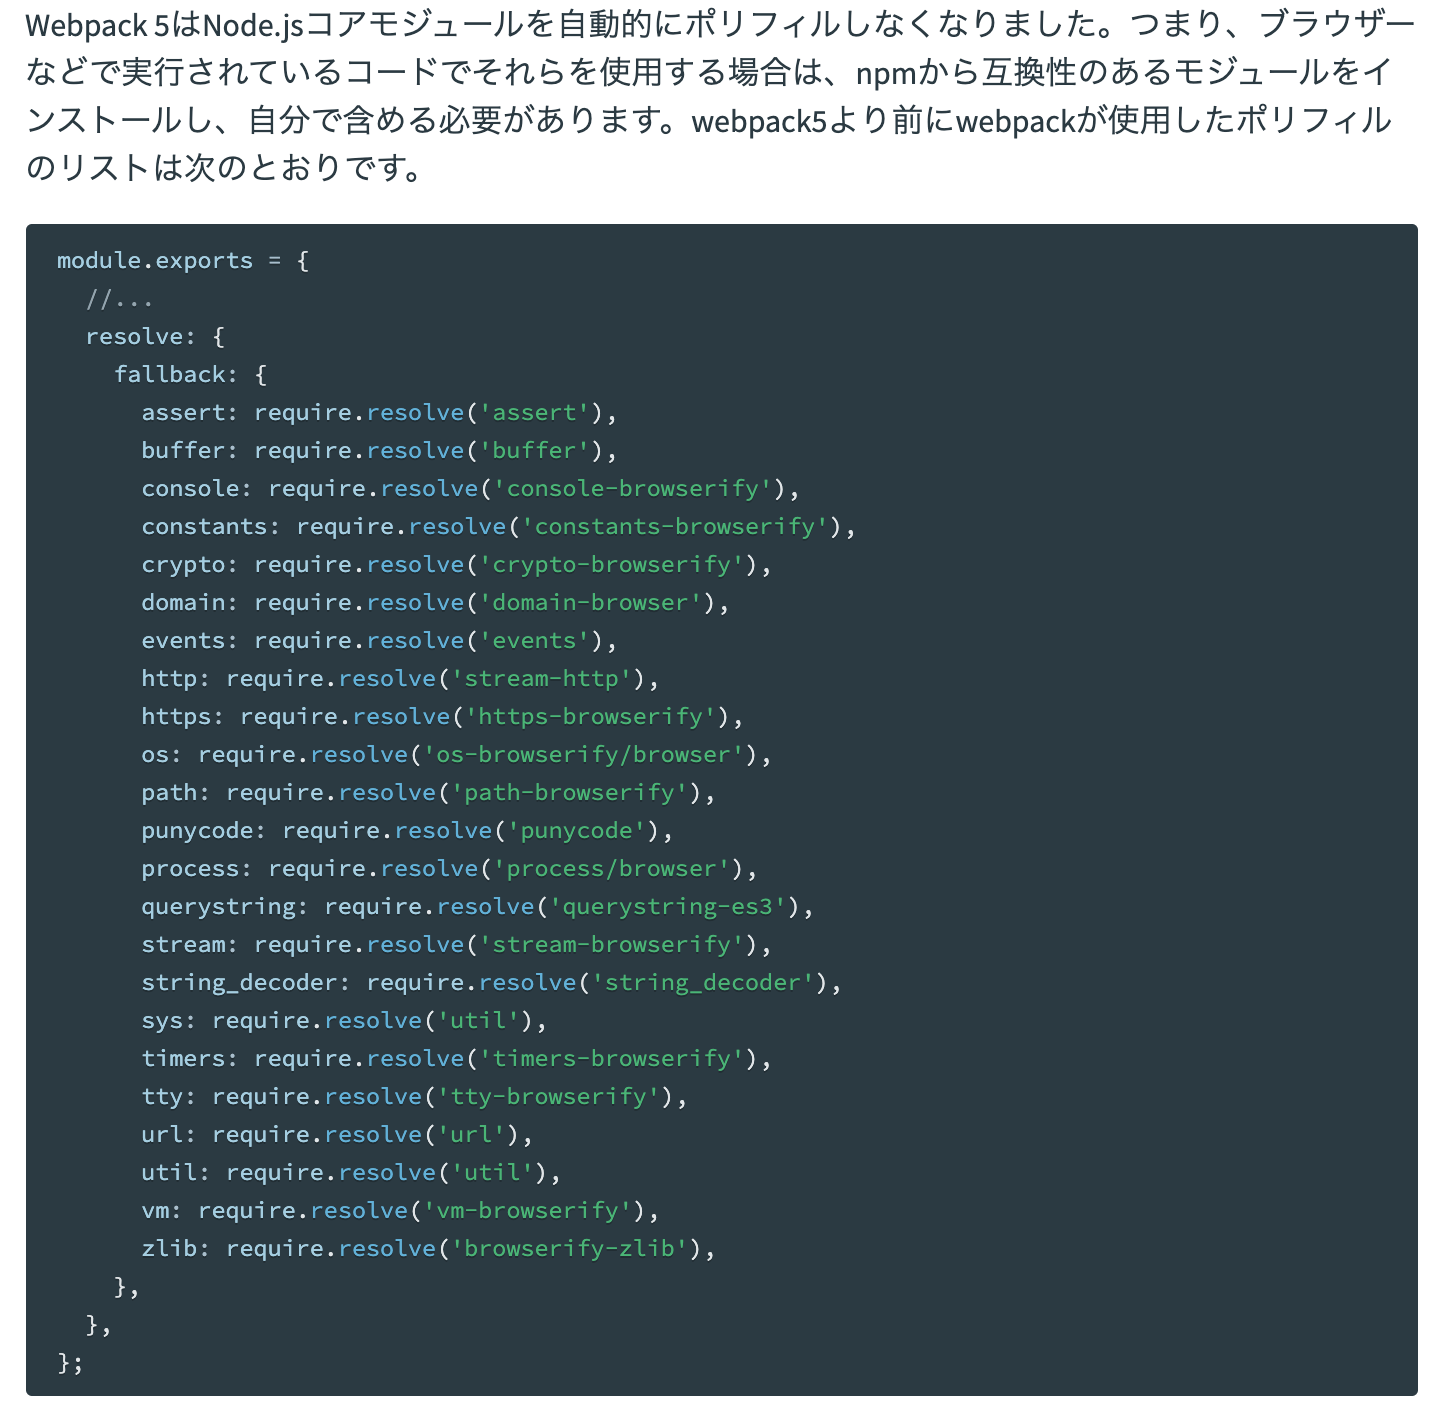 Webpack 5はNode.jsコアモジュールを自動的にポリフィルしなくなりました。つまり、ブラウザー
などで実行されているコードでそれらを使用する場合は、npmから互換性のあるモジュールをイ
ンストールし、自分で含める必要があります。webpack5より前にwebpackが使用したポリフィル
のリストは次のとおりです。
module.exports = {
  //...
  resolve: {
    fallback: {
      assert: require.resolve('assert'),
      buffer: require.resolve('buffer'),
      console: require.resolve('console-browserify'),
      constants: require.resolve('constants-browserify'),
      crypto: require.resolve('crypto-browserify'),
      domain: require.resolve('domain-browser'),
      events: require.resolve('events'),
      http: require.resolve('stream-http'),
      https: require.resolve('https-browserify'),
      os: require.resolve('os-browserify/browser'),
      path: require.resolve('path-browserify'),
      punycode: require.resolve('punycode'),
      process: require.resolve('process/browser'),
      querystring: require.resolve('querystring-es3'),
      stream: require.resolve('stream-browserify'),
      string_decoder: require.resolve('string_decoder'),
      sys: require.resolve('util'),
      timers: require.resolve('timers-browserify'),
      tty: require.resolve('tty-browserify'),
      url: require.resolve('url'),
      util: require.resolve('util'),
      vm: require.resolve('vm-browserify'),
      zlib: require.resolve('browserify-zlib'),
    },
  },
};